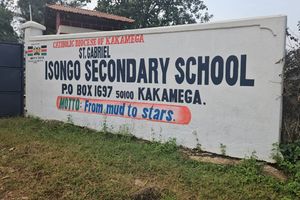 CATHOLIC DIOCESE OF KAKAMEGA
ST. GABRIEL
ISONGO SECONDARY SCHOOL
P.O BOX 1697 50100 KAKAMEGA.
MOTTO:- From mud to stars.